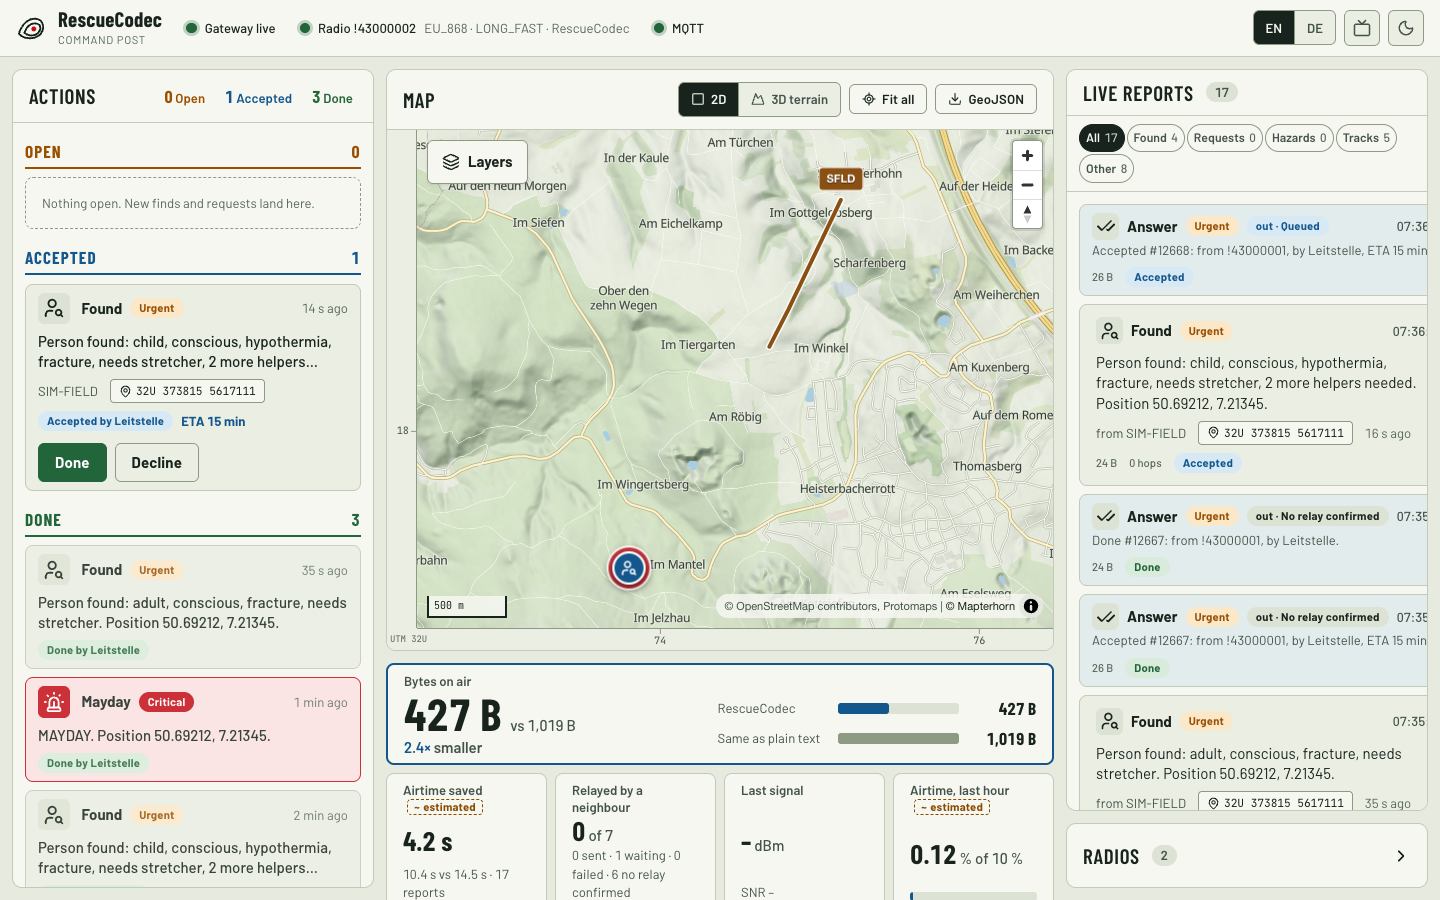 RescueCodec
COMMAND POST
Gateway live
Radio !43000002 EU_868 · LONG_FAST · RescueCodec
MQTT
EN DE
ACTIONS
0 Open 1 Accepted 3 Done
OPEN 0
Nothing open. New finds and requests land here.
ACCEPTED 1
Found Urgent 14 s ago
Person found: child, conscious, hypothermia,
fracture, needs stretcher, 2 more helpers...
SIM-FIELD 32U 373815 5617111
Accepted by Leitstelle ETA 15 min
Done Decline
DONE 3
Found Urgent 35 s ago
Person found: adult, conscious, fracture, needs
stretcher. Position 50.69212, 7.21345.
Done by Leitstelle
Mayday Critical 1 min ago
MAYDAY. Position 50.69212, 7.21345.
Done by Leitstelle
Found Urgent 2 min ago
Person found: child, conscious, hypothermia,
fracture, needs stretcher, 2 more helpers...
MAP
2D 3D terrain Fit all GeoJSON
Layers
Am Türchen
In der Kaule
Auf den neun Morgen
SFLD
erhohn
Auf der Heide
Im Siefen
Am Eichelkamp
Im Gottgelobsberg
Im Backe
Scharfenberg
Ober den
zehn Wegen
Am Weiherchen
Im Tiergarten
Im Winkel
Am Kuxenberg
Am Röbig
Auf dem Rome
18
Thomasberg
Im Wingertsberg
Heisterbacherrott
rbahn
Im Mantel
Am Eselsweg
500 m
Im Jelzhau
© OpenStreetMap contributors, Protomaps | © Mapterhorn
UTM 32U 74 76
Bytes on air
427 B vs 1,019 B
2.4× smaller
RescueCodec 427 B
Same as plain text 1,019 B
Airtime saved
~ estimated
4.2 s
10.4 s vs 14.5 s · 17
reports
Relayed by a
neighbour
0 of 7
0 sent · 1 waiting · 0
failed · 6 no relay
confirmed
Last signal
– dBm
SNR –
Airtime, last hour
~ estimated
0.12 % of 10 %
LIVE REPORTS 17
All 17 Found 4 Requests 0 Hazards 0 Tracks 5
Other 8
Answer Urgent out · Queued 07:36
Accepted #12668: from !43000001, by Leitstelle, ETA 15 min
26 B Accepted
Found Urgent 07:36
Person found: child, conscious, hypothermia,
fracture, needs stretcher, 2 more helpers needed.
Position 50.69212, 7.21345.
from SIM-FIELD 32U 373815 5617111 16 s ago
24 B 0 hops Accepted
Answer Urgent out · No relay confirmed 07:35
Done #12667: from !43000001, by Leitstelle.
24 B Done
Answer Urgent out · No relay confirmed 07:35
Accepted #12667: from !43000001, by Leitstelle, ETA 15 min
26 B Done
Found Urgent 07:35
Person found: adult, conscious, fracture, needs
stretcher. Position 50.69212, 7.21345.
from SIM-FIELD 32U 373815 5617111 35 s ago
RADIOS 2